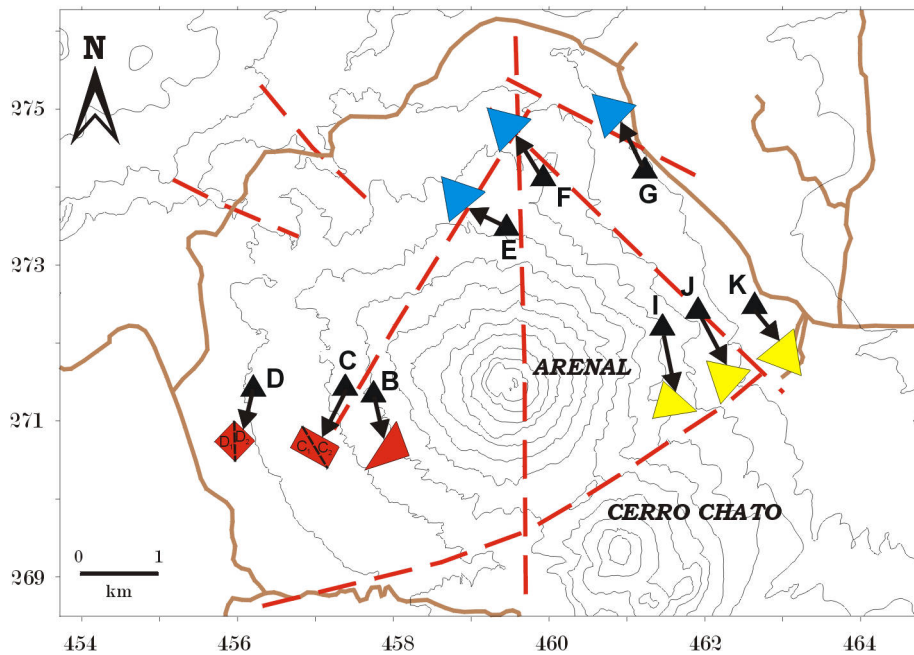 N
275
273
271
269
F
G
E
D
C
B
I
J
K
ARENAL
D₁
D₂
C₁
C₂
CERRO CHATO
0 1
km
454 456 458 460 462 464